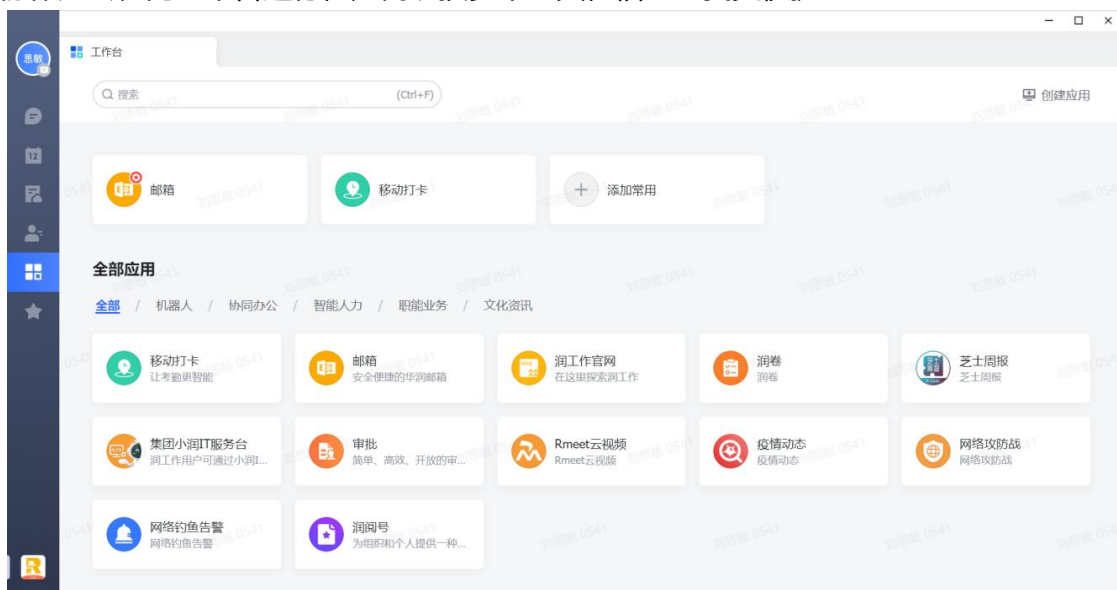 工作台
思敏
搜索 (Ctrl+F)
创建应用
12
邮箱
移动打卡
添加常用
全部应用
全部 / 机器人 / 协同办公 / 智能人力 / 职能业务 / 文化资讯
移动打卡
让考勤更智能
邮箱
安全便捷的华润邮箱
润工作官网
在这里探索润工作
润卷
润卷
芝士周报
芝士周报
集团小润IT服务台
润工作用户可通过小润I...
审批
简单、高效、开放的审...
Rmeet云视频
Rmeet云视频
疫情动态
疫情动态
网络攻防战
网络攻防战
网络钓鱼告警
网络钓鱼告警
润阅号
为组织和个人提供一种...
刘思敏 0541